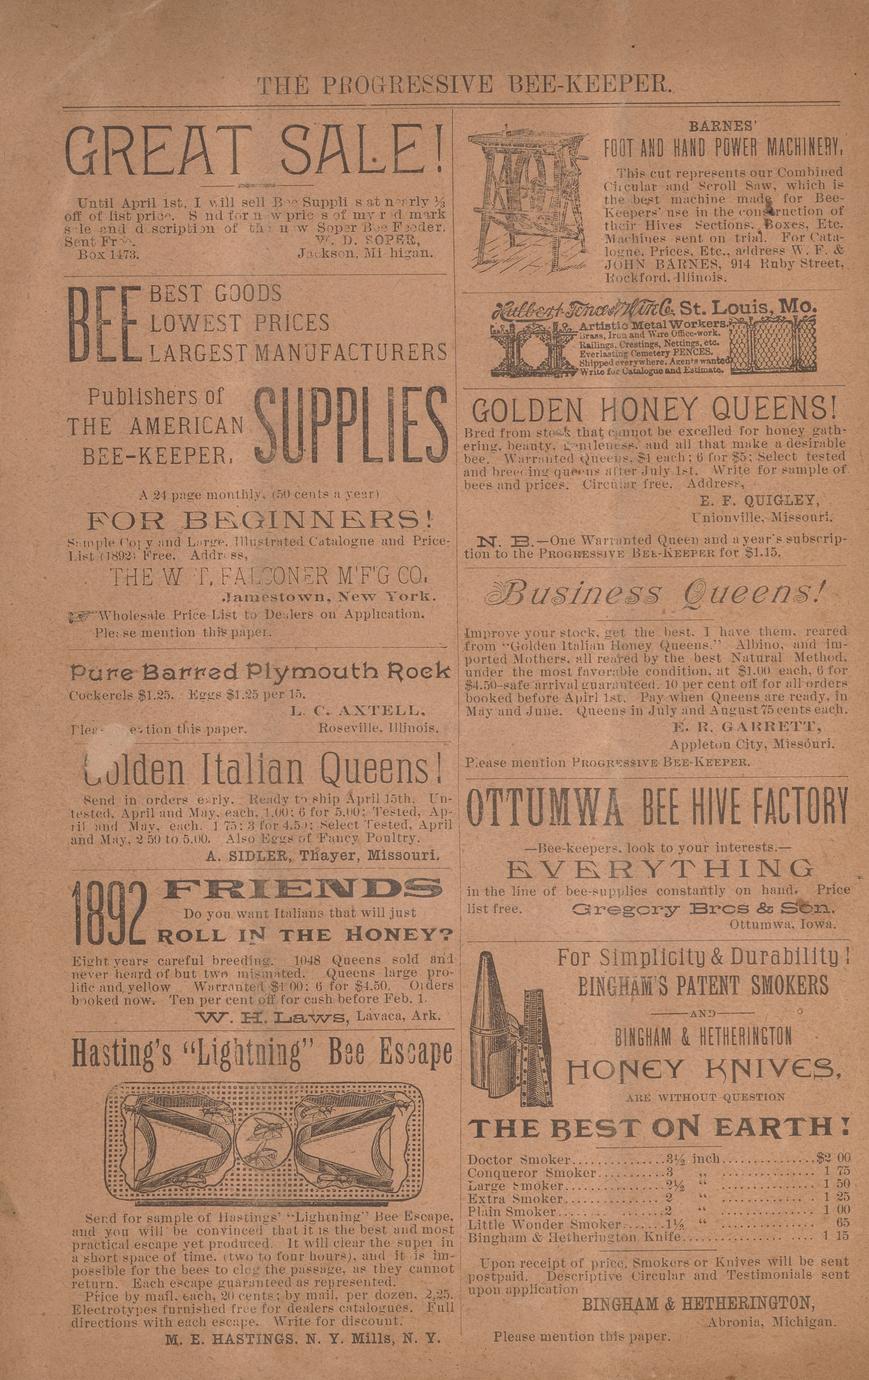 THE PROGRESSIVE BEE-KEEPER.
GREAT SALE!
Until April 1st, I will sell Bee Supplies at nearly ½
off of list price. Send for new prices of my red mark
sale and description of the new Soper Bee Feeder.
Sent Free. W. D. SOPER,
Box 1473. Jackson, Michigan.
BEE
BEST GOODS
LOWEST PRICES
LARGEST MANUFACTURERS
Publishers of
THE AMERICAN
BEE-KEEPER,
SUPPLIES
A 24 page monthly, (50 cents a year)
FOR BEGINNERS!
Sample Copy and Large, Illustrated Catalogue and Price-
List (1892) Free. Address,
THE W. T. FALCONER M'F'G CO.
Jamestown, New York.
☞Wholesale Price List to Dealers on Application.
Please mention this paper.
Pure Barred Plymouth Rock
Cockerels $1.25. Eggs $1.25 per 15.
L. C. AXTELL,
Please mention this paper. Roseville, Illinois.
Golden Italian Queens!
Send in orders early. Ready to ship April 15th. Un-
tested, April and May, each, 1.00; 6 for 5.00; Tested, Ap-
ril and May, each, 1 75; 3 for 4.50; Select Tested, April
and May, 2 50 to 5.00. Also Eggs of Fancy Poultry.
A. SIDLER, Thayer, Missouri.
1892 FRIENDS
Do you want Italians that will just
ROLL IN THE HONEY?
Eight years careful breeding. 1048 Queens sold and
never heard of but two mismated. Queens large pro-
lific and yellow Warranted $1 00; 6 for $4.50. Orders
booked now. Ten per cent off for cash before Feb. 1.
W. H. Laws, Lavaca, Ark.
Hasting's "Lightning" Bee Escape
Send for sample of Hastings' "Lightning" Bee Escape,
and you will be convinced that it is the best and most
practical escape yet produced. It will clear the super in
a short space of time, (two to four hours), and it is im-
possible for the bees to clog the passage, as they cannot
return. Each escape guaranteed as represented.
Price by mail, each, 20 cents; by mail, per dozen, 2,25.
Electrotypes furnished free for dealers catalogues. Full
directions with each escape. Write for discount.
M. E. HASTINGS, N. Y. Mills, N. Y.
BARNES'
FOOT AND HAND POWER MACHINERY,
This cut represents our Combined
Circular and Scroll Saw, which is
the best machine made for Bee-
Keepers' use in the construction of
their Hives Sections, Boxes, Etc.
Machines sent on trial. For Cata-
logue, Prices, Etc., address W. F. &
JOHN BARNES, 914 Ruby Street,
Rockford, Illinois.
Hulbert Fence & Wire Co. St. Louis, Mo.
Artistic Metal Workers.
Brass, Iron and Wire Office-work.
Railings, Crestings, Nettings, etc.
Everlasting Cemetery FENCES.
Shipped everywhere. Agents wanted
Write for Catalogue and Estimate.
GOLDEN HONEY QUEENS!
Bred from stock that cannot be excelled for honey gath-
ering, beauty, gentleness, and all that make a desirable
bee. Warranted Queens, $1 each; 6 for $5; Select tested
and breeding queens after July 1st. Write for sample of
bees and prices. Circular free. Address,
E. F. QUIGLEY,
Unionville, Missouri.
N. B.—One Warranted Queen and a year's subscrip-
tion to the PROGRESSIVE BEE-KEEPER for $1.15.
Business Queens!
Improve your stock, get the best. I have them, reared
from "Golden Italian Honey Queens." Albino, and im-
ported Mothers, all reared by the best Natural Method,
under the most favorable condition, at $1.00 each, 6 for
$4.50-safe arrival guaranteed. 10 per cent off for all orders
booked before Apirl 1st. Pay when Queens are ready, in
May and June. Queens in July and August 75 cents each.
E. R. GARRETT,
Appleton City, Missouri.
Please mention PROGRESSIVE BEE-KEEPER.
OTTUMWA BEE HIVE FACTORY
—Bee-keepers, look to your interests.—
EVERYTHING
in the line of bee-supplies constantly on hand. Price
list free. Gregory Bros & Son.
Ottumwa, Iowa.
For Simplicity & Durability!
BINGHAM'S PATENT SMOKERS
—AND—
BINGHAM & HETHERINGTON
HONEY KNIVES,
ARE WITHOUT QUESTION
THE BEST ON EARTH!
Doctor Smoker............3½ inch..............$2 00
Conqueror Smoker.........3 " .............. 1 75
Large Smoker.............2½ " .............. 1 50
Extra Smoker.............2 " .............. 1 25
Plain Smoker.............2 " .............. 1 00
Little Wonder Smoker.....1½ " .............. 65
Bingham & Hetherington Knife................ 1 15
Upon receipt of price, Smokers or Knives will be sent
postpaid. Descriptive Circular and Testimonials sent
upon application
BINGHAM & HETHERINGTON,
Abronia, Michigan.
Please mention this paper.